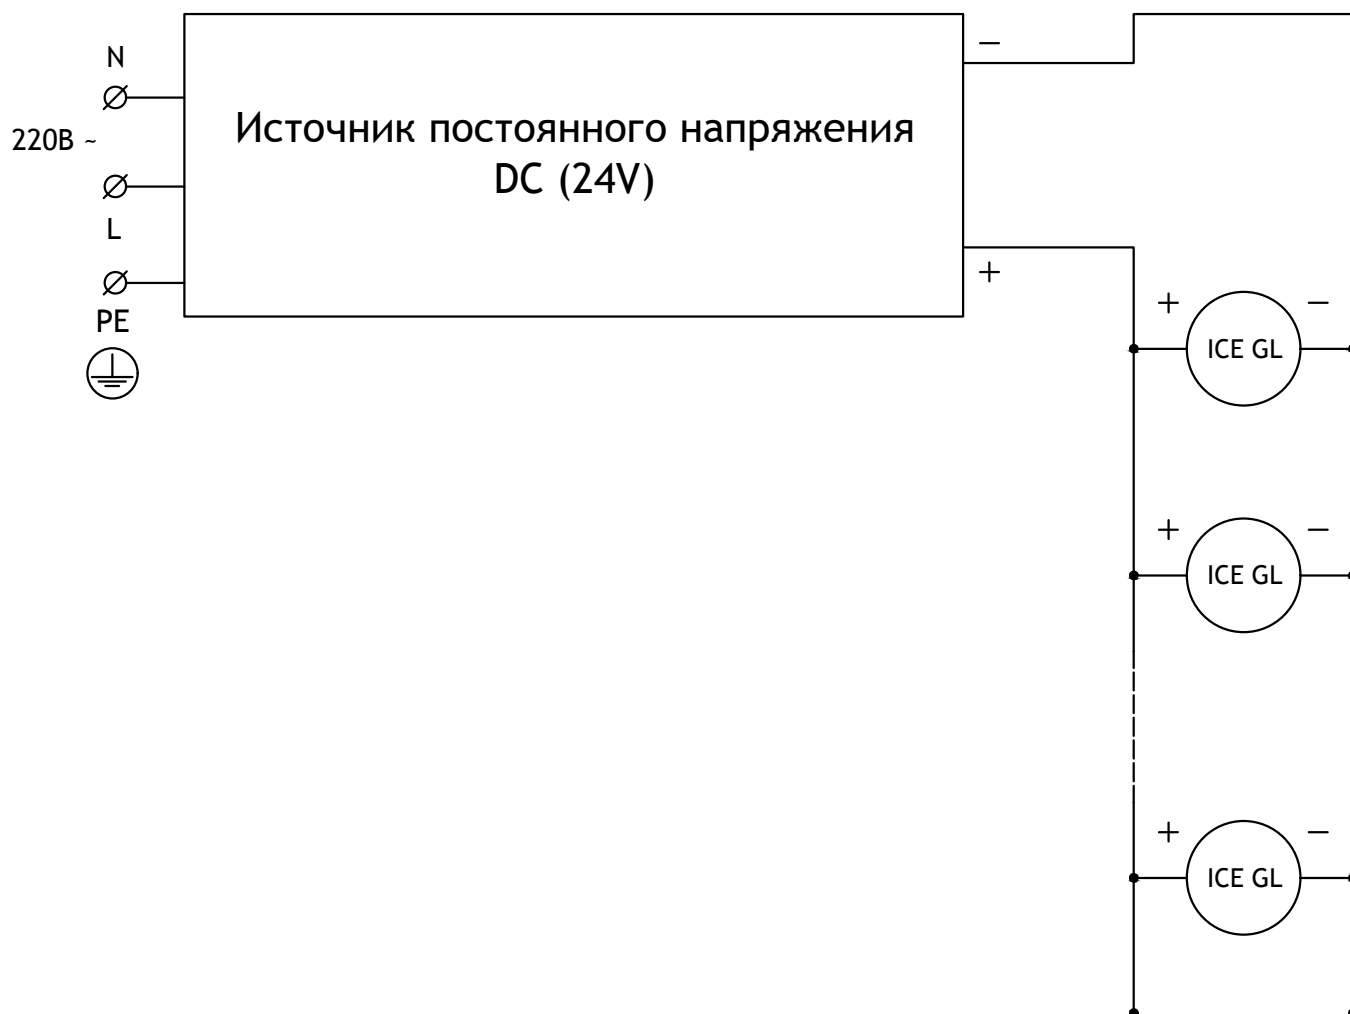 N
220В ~
L
PE
Источник постоянного напряжения
DC (24V)
−
+
+ ICE GL −
+ ICE GL −
+ ICE GL −